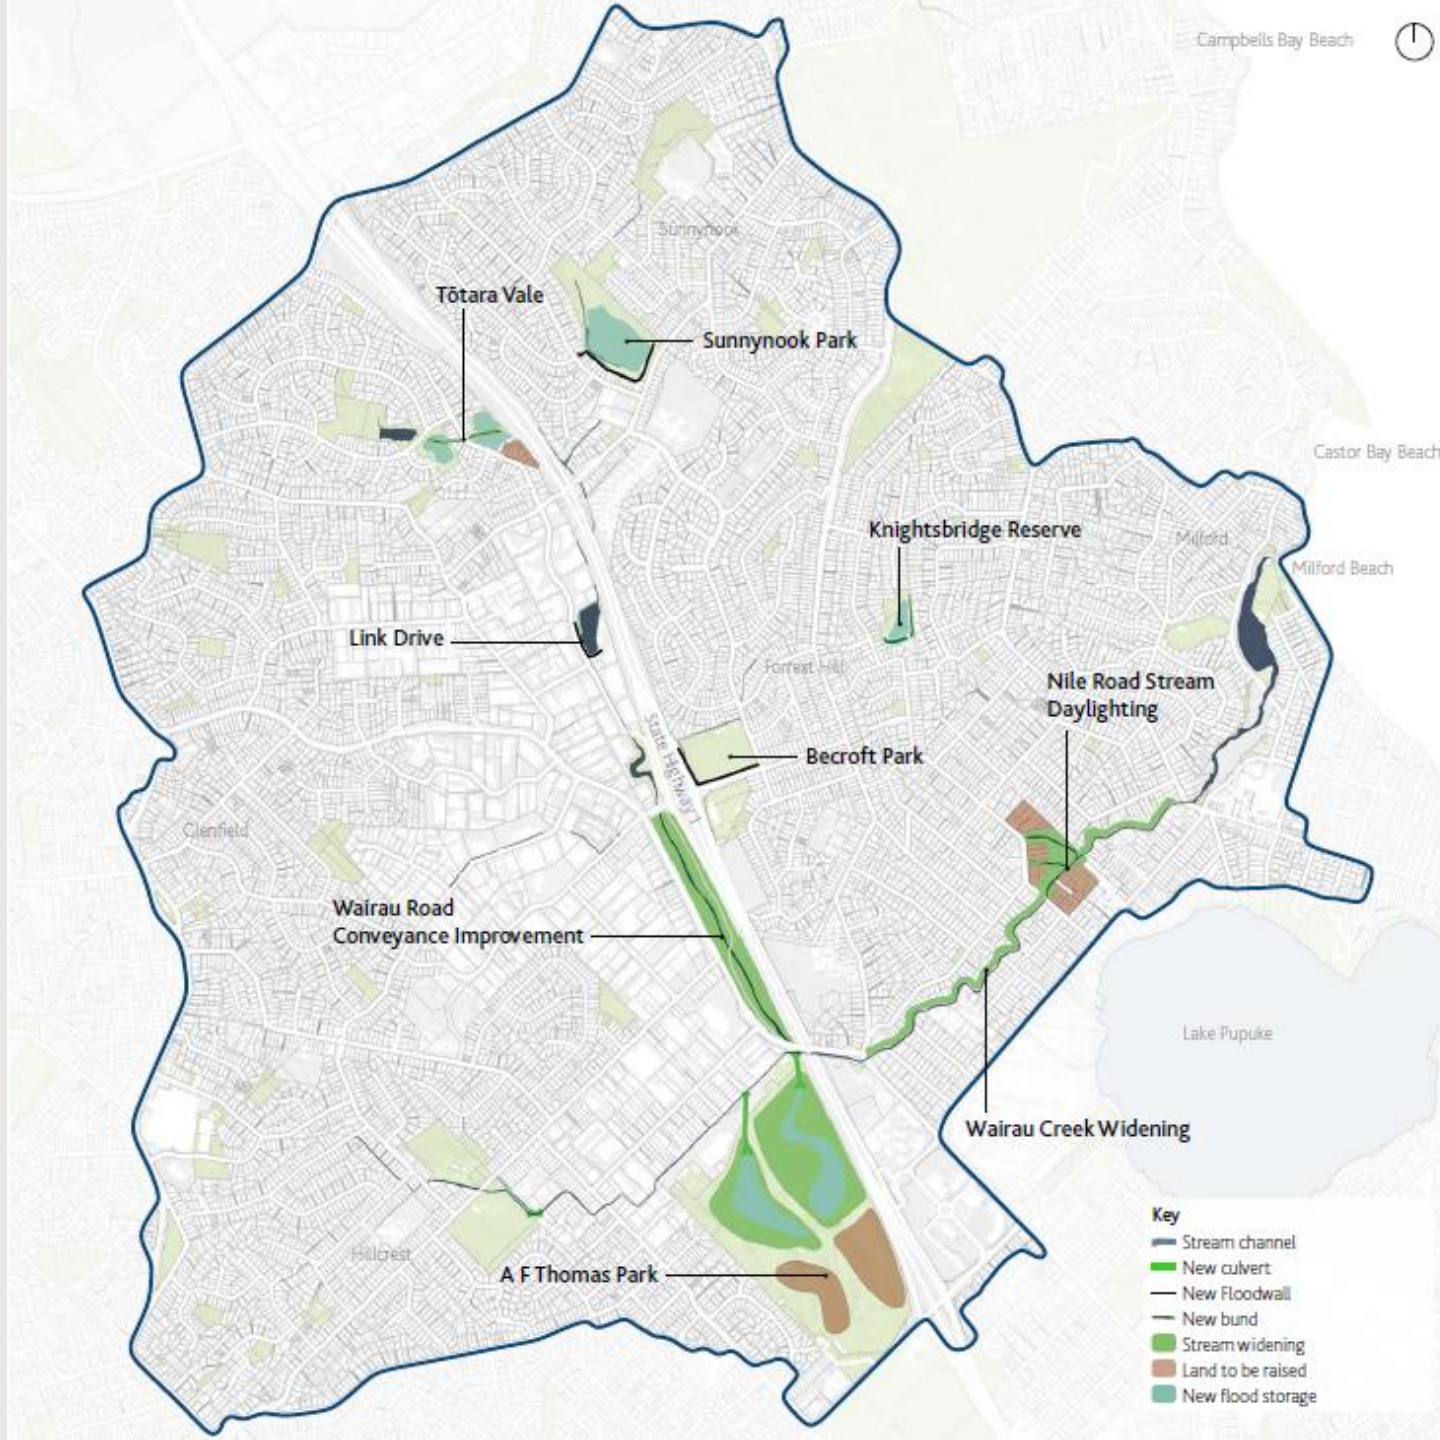 Campbells Bay Beach
Sunnynook
Tōtara Vale
Sunnynook Park
Castor Bay Beach
Knightsbridge Reserve
Milford
Milford Beach
Link Drive
Forrest Hill
Nile Road Stream
Daylighting
State Highway 1
Becroft Park
Glenfield
Wairau Road
Conveyance Improvement
Lake Pupuke
Wairau Creek Widening
Hillcrest
A F Thomas Park
Key
Stream channel
New culvert
New Floodwall
New bund
Stream widening
Land to be raised
New flood storage